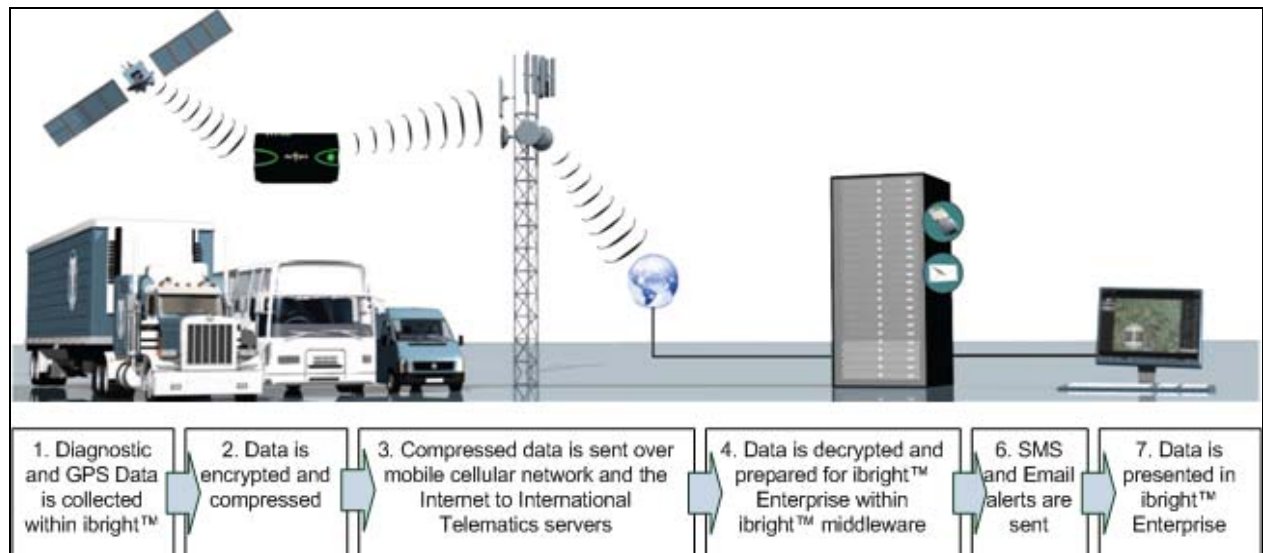 1. Diagnostic
and GPS Data
is collected
within ibright™
2. Data is
encrypted and
compressed
3. Compressed data is sent over
mobile cellular network and the
Internet to International
Telematics servers
4. Data is decrypted and
prepared for ibright™
Enterprise within
ibright™ middleware
6. SMS
and Email
alerts are
sent
7. Data is
presented in
ibright™
Enterprise